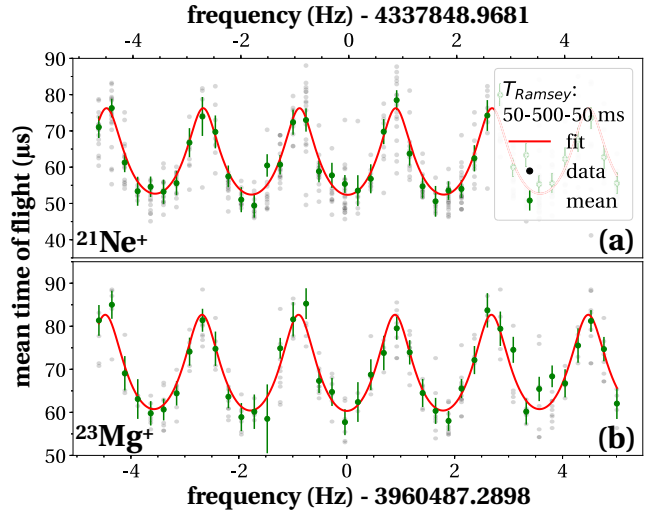 frequency (Hz) - 4337848.9681
-4 -2 0 2 4
90
80
70
60
50
40
T_Ramsey:
50-500-50 ms
fit
data
mean
²¹Ne⁺
(a)
mean time of flight (μs)
90
80
70
60
50
²³Mg⁺
(b)
-4 -2 0 2 4
frequency (Hz) - 3960487.2898